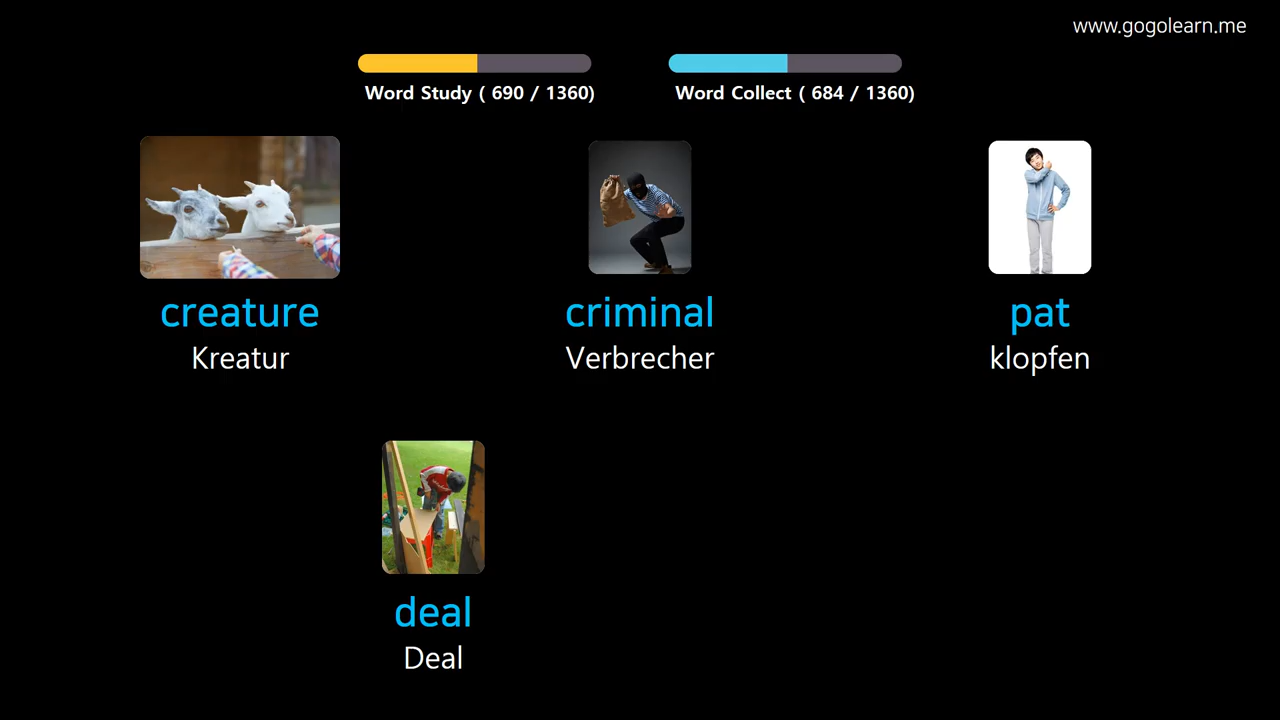 www.gogolearn.me
Word Study ( 690 / 1360)
Word Collect ( 684 / 1360)
creature
Kreatur
criminal
Verbrecher
pat
klopfen
deal
Deal